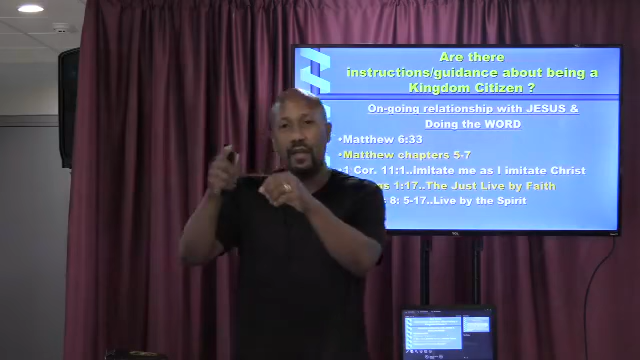 Are there
instructions/guidance about being a
Kingdom Citizen ?
On-going relationship with JESUS &
Doing the WORD
•Matthew 6:33
•Matthew chapters 5-7
•1 Cor. 11:1..Imitate me as I imitate Christ
1:17..The Just Live by Faith
8: 5-17..Live by the Spirit